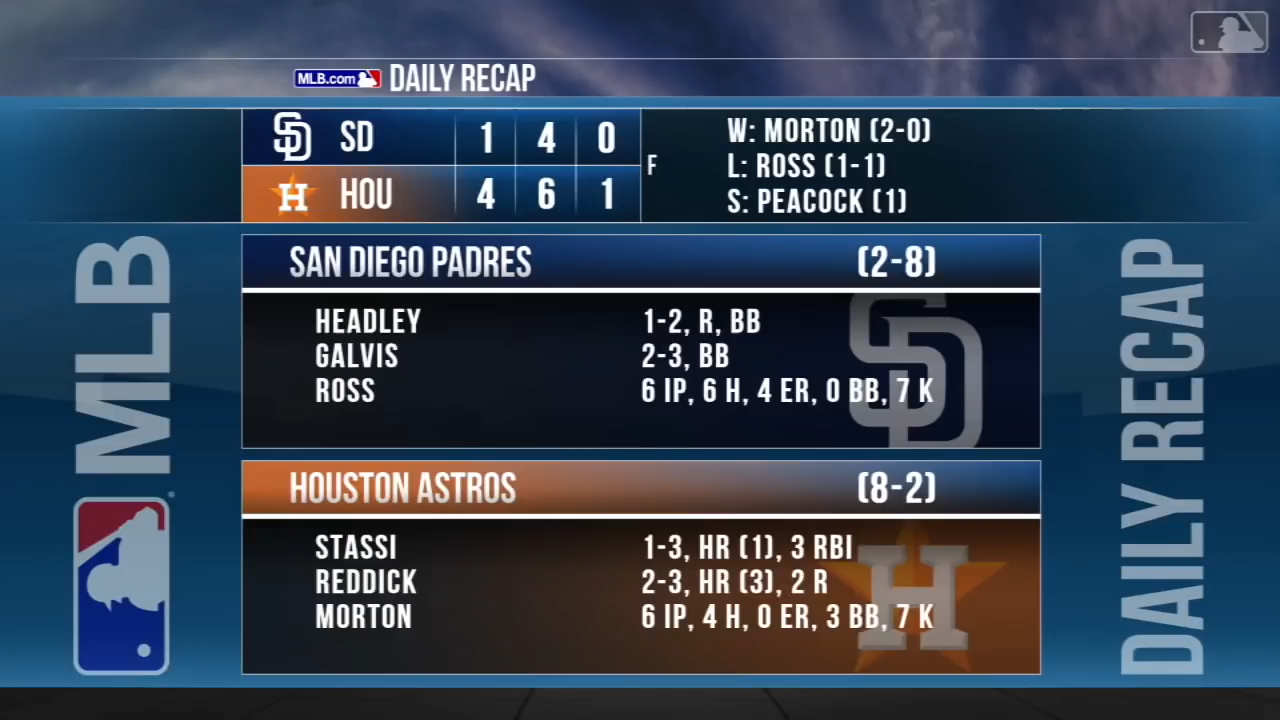 MLB.com DAILY RECAP
SD 1 4 0
HOU 4 6 1
F
W: MORTON (2-0)
L: ROSS (1-1)
S: PEACOCK (1)
SAN DIEGO PADRES (2-8)
HEADLEY 1-2, R, BB
GALVIS 2-3, BB
ROSS 6 IP, 6 H, 4 ER, 0 BB, 7 K
HOUSTON ASTROS (8-2)
STASSI 1-3, HR (1), 3 RBI
REDDICK 2-3, HR (3), 2 R
MORTON 6 IP, 4 H, 0 ER, 3 BB, 7 K
MLB
DAILY RECAP
SD
H
SD
H